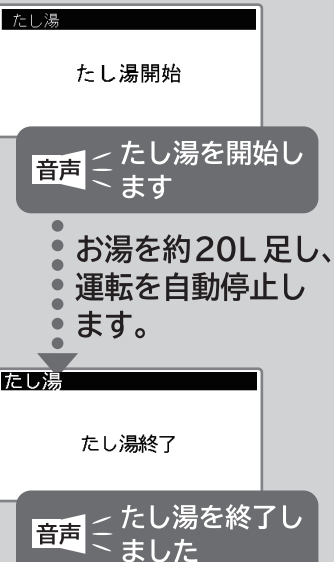 たし湯
たし湯開始
音声
たし湯を開始し
ます
お湯を約20L 足し、
運転を自動停止し
ます。
たし湯
たし湯終了
音声
たし湯を終了し
ました